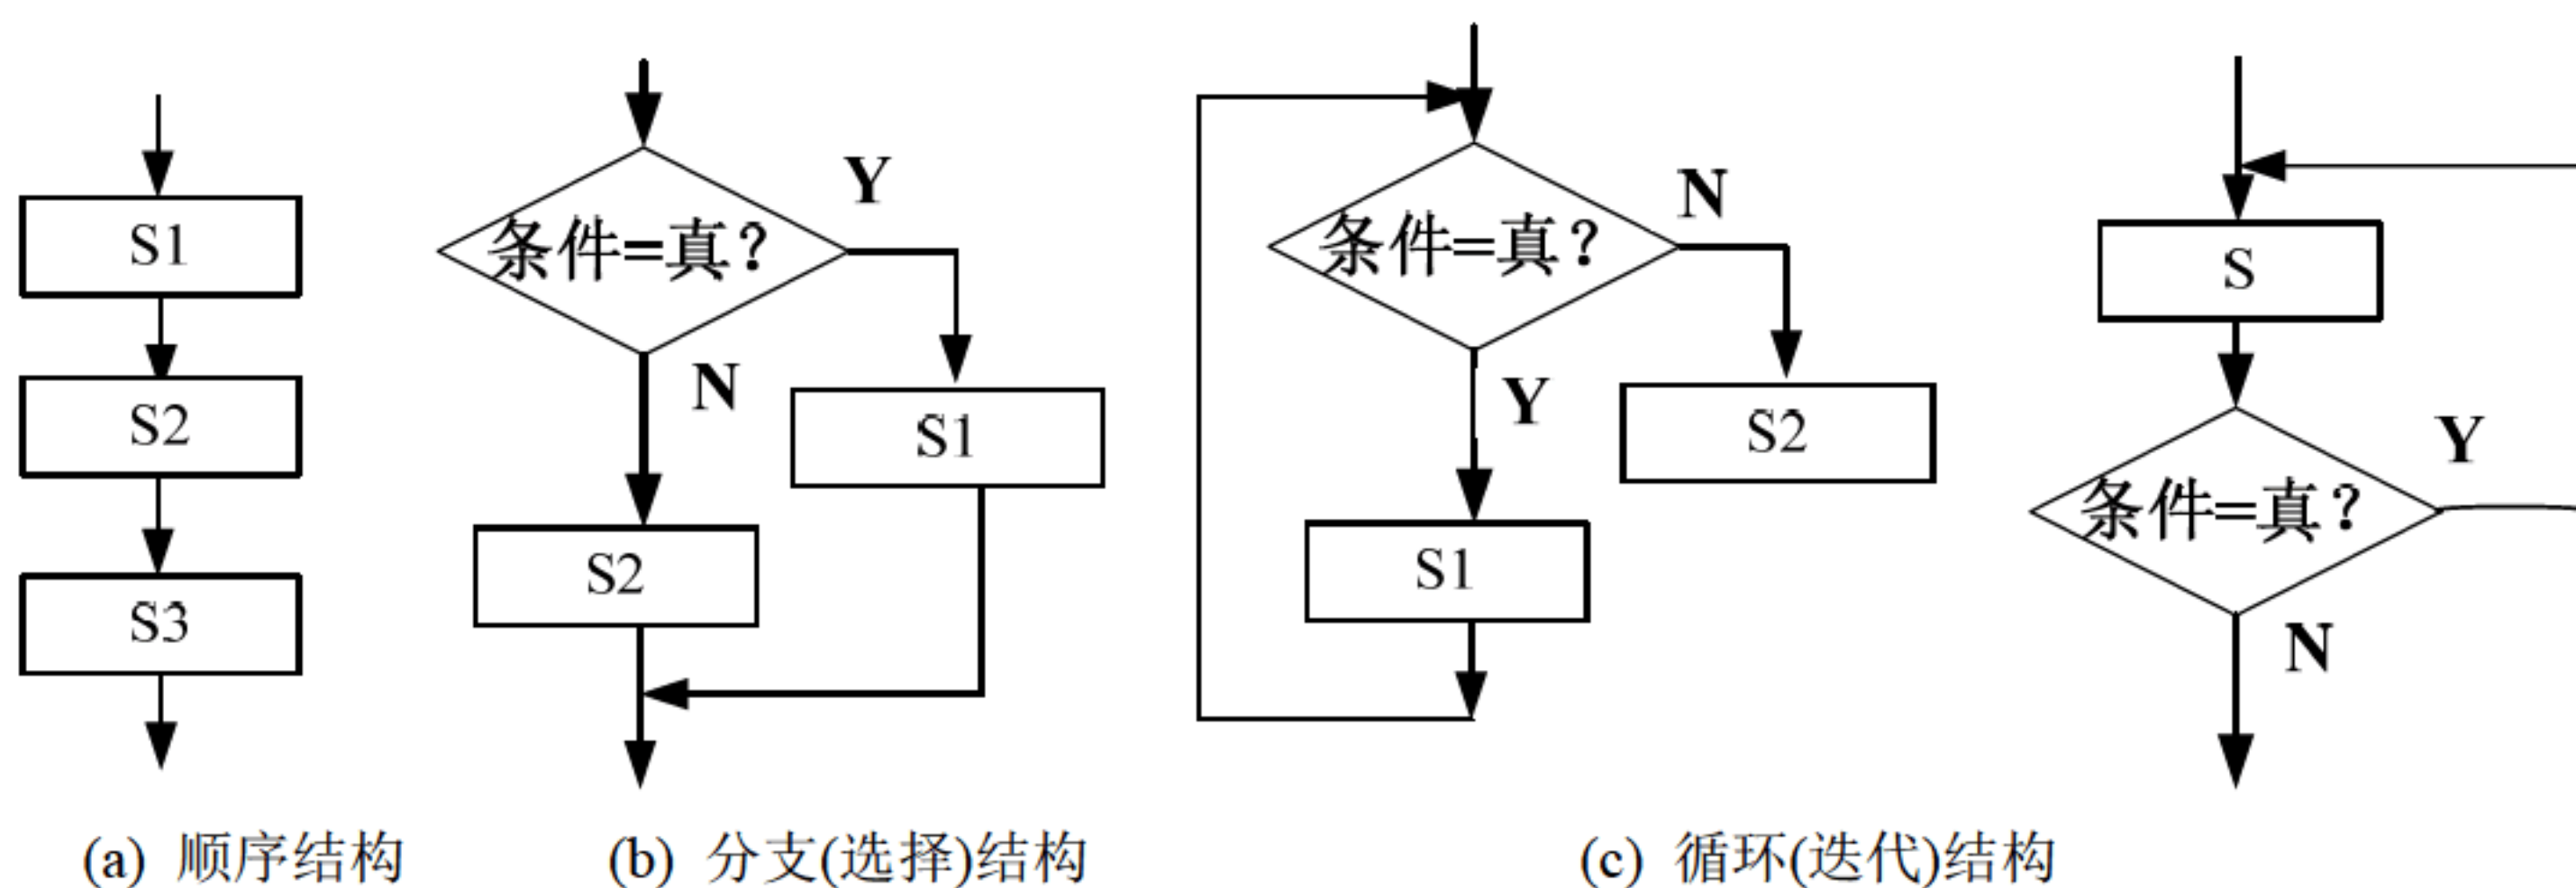 S1
S2
S3
(a) 顺序结构
条件=真?
Y
N
S1
S2
(b) 分支(选择)结构
条件=真?
N
Y
S2
S1
S
条件=真?
Y
N
(c) 循环(迭代)结构